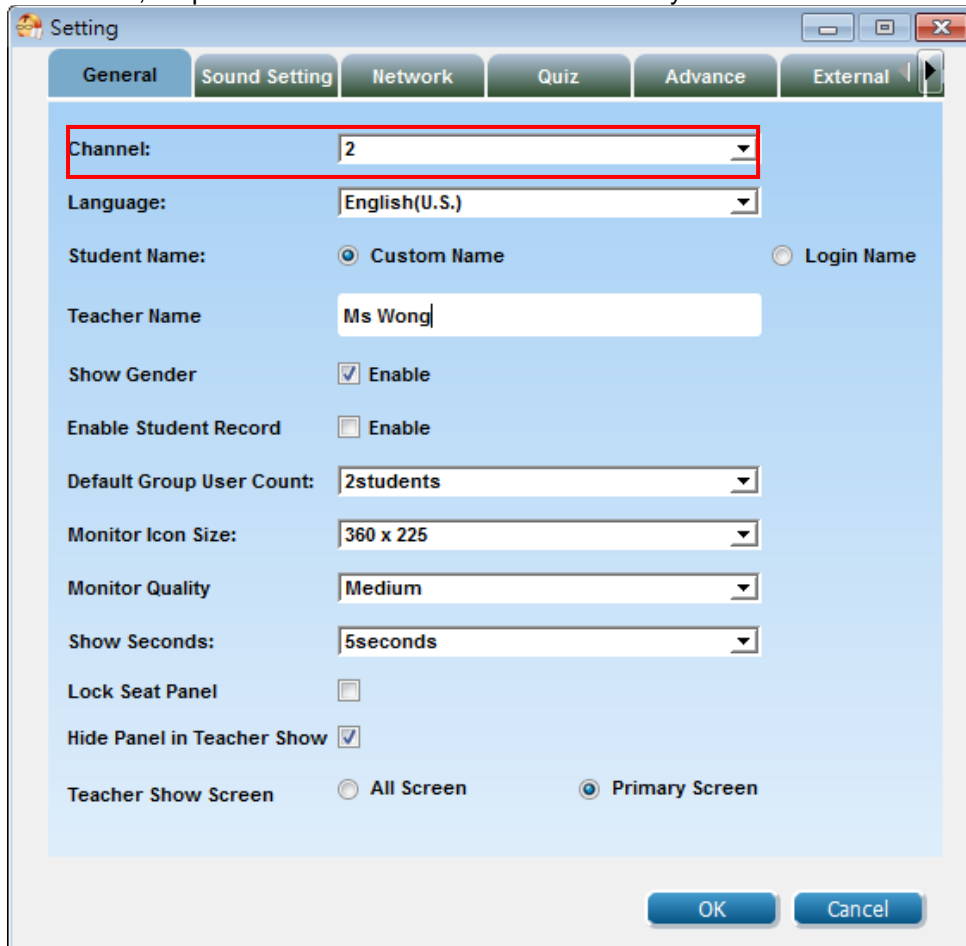 Setting
General Sound Setting Network Quiz Advance External
Channel: 2
Language: English(U.S.)
Student Name: Custom Name Login Name
Teacher Name Ms Wong
Show Gender Enable
Enable Student Record Enable
Default Group User Count: 2students
Monitor Icon Size: 360 x 225
Monitor Quality Medium
Show Seconds: 5seconds
Lock Seat Panel
Hide Panel in Teacher Show
Teacher Show Screen All Screen Primary Screen
OK Cancel